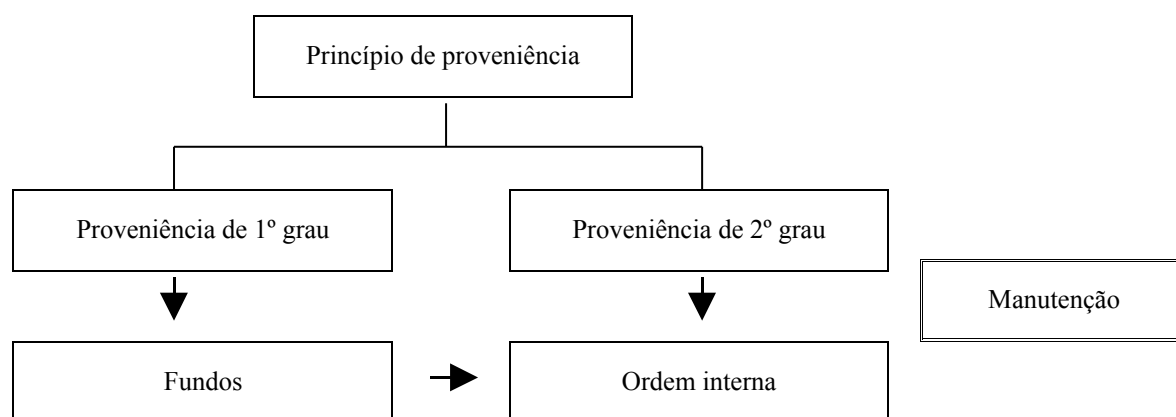 Princípio de proveniência
Proveniência de 1º grau
Proveniência de 2º grau
Manutenção
Fundos
Ordem interna